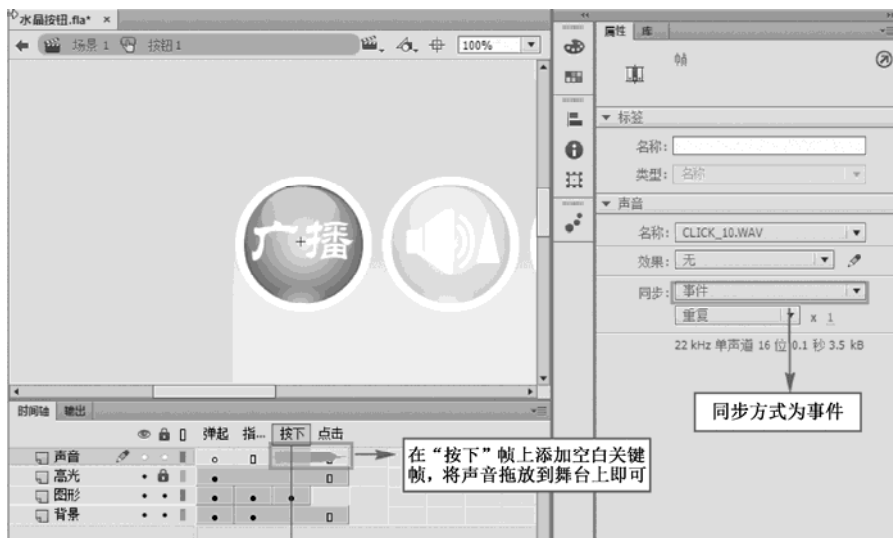 水晶按钮.fla* ×
场景 1 按钮1
100%
广播
属性 库
帧
▼ 标签
名称:
类型: 名称
▼ 声音
名称: CLICK_10.WAV
效果: 无
同步: 事件
重复 x 1
22 kHz 单声道 16 位 0.1 秒 3.5 kB
同步方式为事件
时间轴 输出
弹起 指... 按下 点击
声音
高光
图形
背景
在“按下”帧上添加空白关键
帧,将声音拖放到舞台上即可